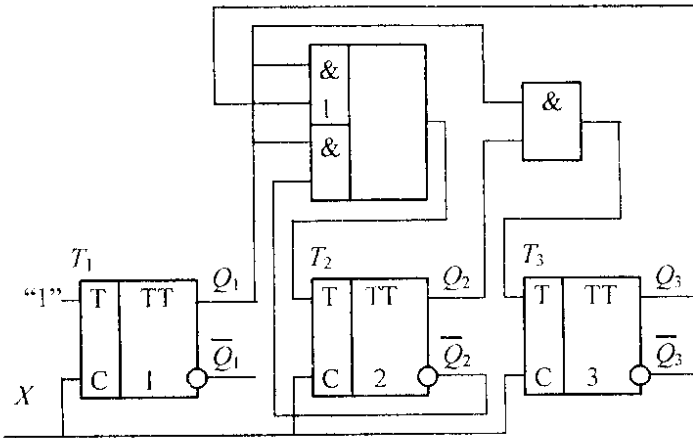 &
1
&
&
T₁
T₂
T₃
"1"
T TT
Q₁
T TT
Q₂
T TT
Q₃
Q̅₁
Q̅₂
Q̅₃
X
C 1
C 2
C 3